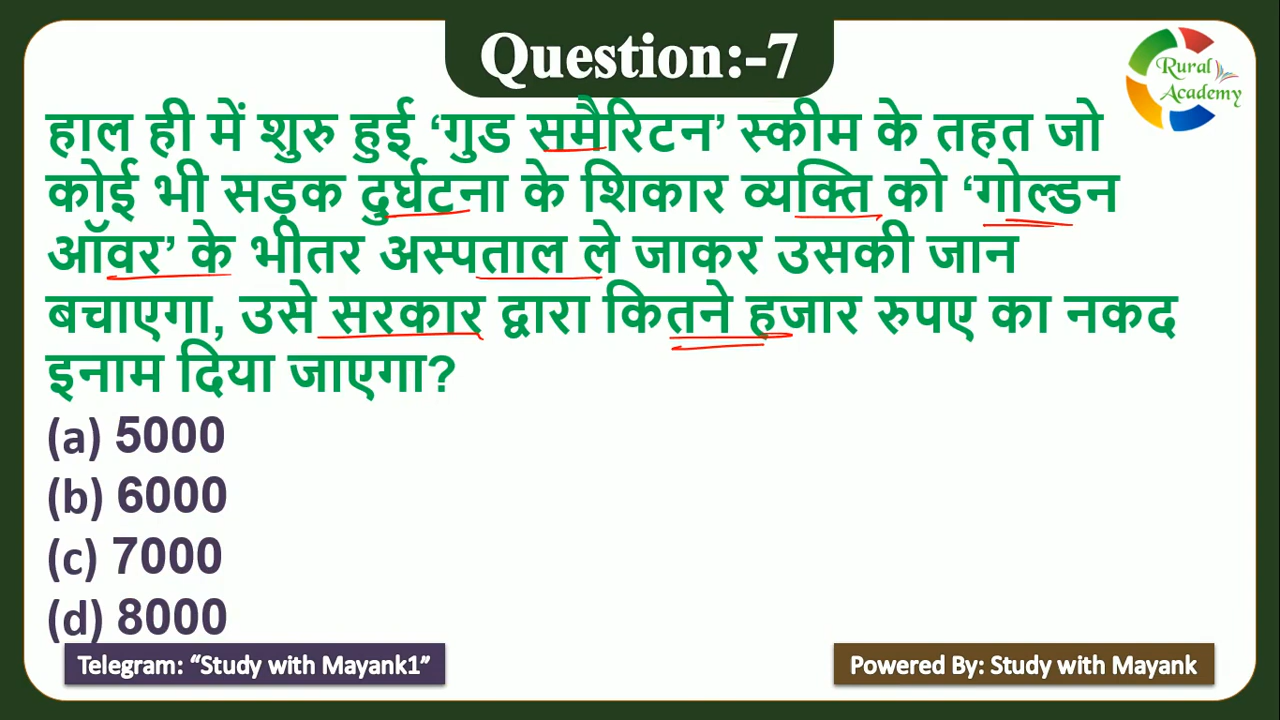 Question:-7
Rural
Academy
हाल ही में शुरु हुई ‘गुड समैरिटन’ स्कीम के तहत जो
कोई भी सड़क दुर्घटना के शिकार व्यक्ति को ‘गोल्डन
ऑवर’ के भीतर अस्पताल ले जाकर उसकी जान
बचाएगा, उसे सरकार द्वारा कितने हजार रुपए का नकद
इनाम दिया जाएगा?
(a) 5000
(b) 6000
(c) 7000
(d) 8000
Telegram: “Study with Mayank1”
Powered By: Study with Mayank